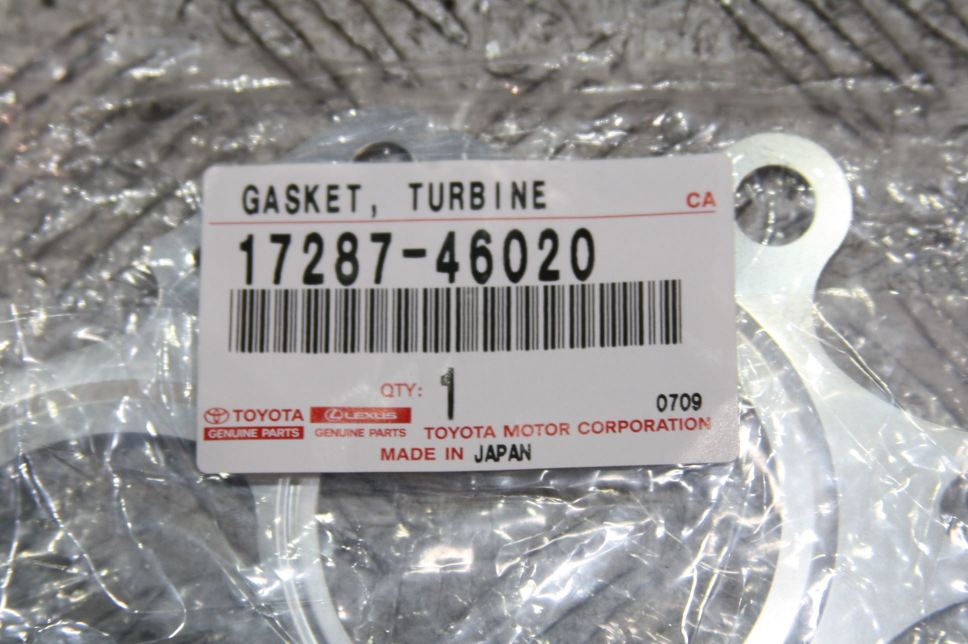 GASKET, TURBINE
CA
17287-46020
QTY: 1
0709
TOYOTA LEXUS
GENUINE PARTS GENUINE PARTS TOYOTA MOTOR CORPORATION
MADE IN JAPAN